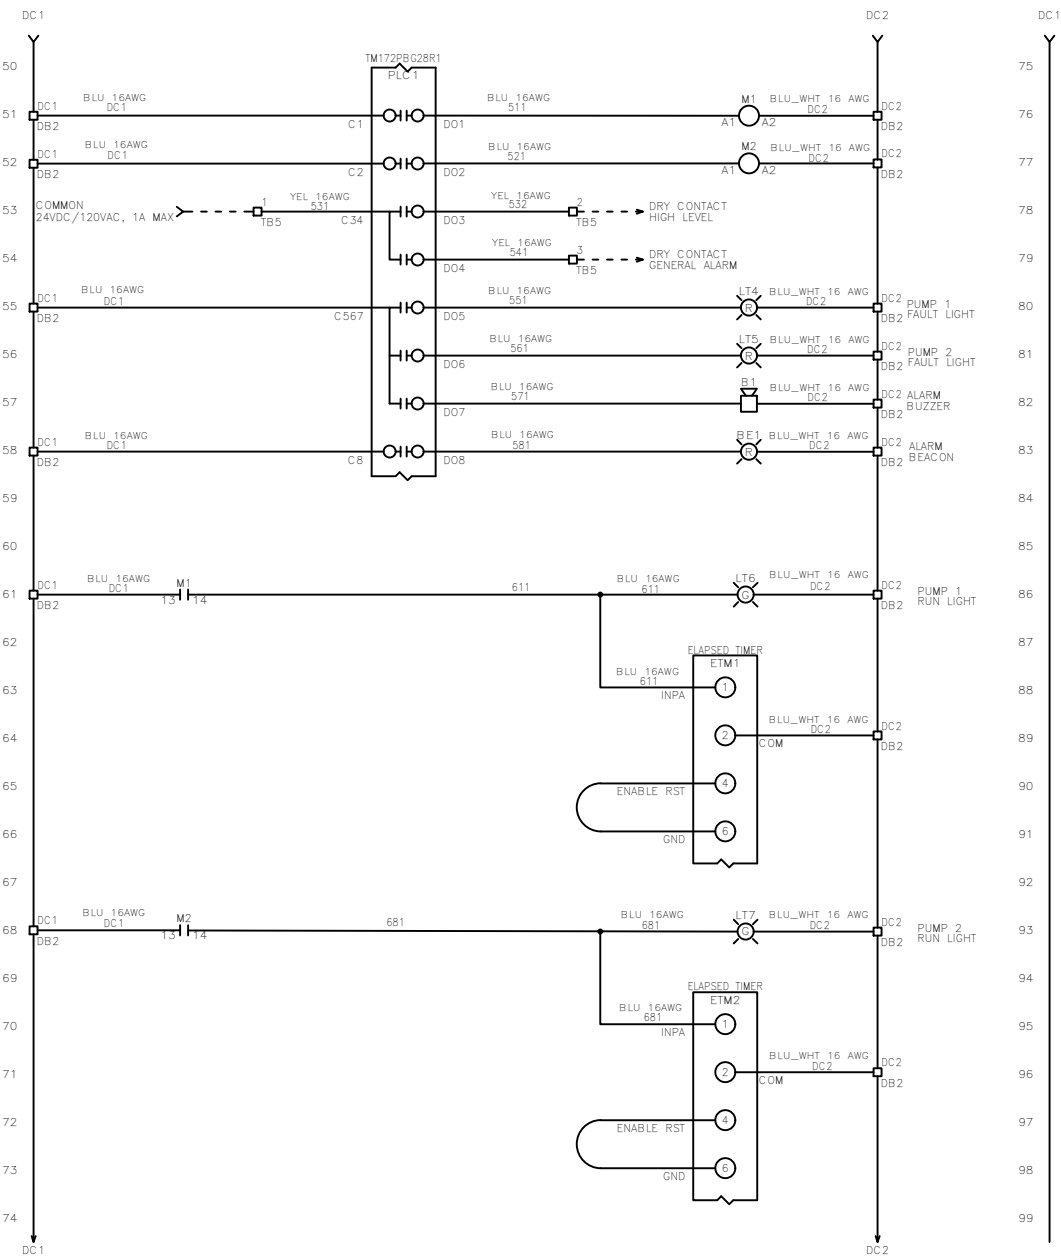 DC1 DC2 DC1
50 TM172PBG28R1 75
PLC1
BLU 16AWG BLU 16AWG M1 BLU_WHT 16 AWG
DC1 DC1 511 DC2 DC2
51 76
DB2 C1 DO1 A1 A2 DB2
BLU 16AWG BLU 16AWG M2 BLU_WHT 16 AWG
DC1 DC1 521 DC2 DC2
52 77
DB2 C2 DO2 A1 A2 DB2
YEL 16AWG YEL 16AWG
COMMON 1 531 532 2 DRY CONTACT
53 78
24VDC/120VAC, 1A MAX TB5 C34 DO3 TB5 HIGH LEVEL
YEL 16AWG
541 3 DRY CONTACT
54 79
DO4 TB5 GENERAL ALARM
BLU 16AWG BLU 16AWG LT4 BLU_WHT 16 AWG
DC1 DC1 551 DC2 DC2 PUMP 1
55 R 80
DB2 C567 DO5 DB2 FAULT LIGHT
BLU 16AWG LT5 BLU_WHT 16 AWG
561 DC2 DC2 PUMP 2
56 R 81
DO6 DB2 FAULT LIGHT
BLU 16AWG B1 BLU_WHT 16 AWG
571 DC2 DC2 ALARM
57 82
DO7 DB2 BUZZER
BLU 16AWG BLU 16AWG BE1 BLU_WHT 16 AWG
DC1 DC1 581 DC2 DC2 ALARM
58 R 83
DB2 C8 DO8 DB2 BEACON
59 84
60 85
BLU 16AWG M1 BLU 16AWG LT6 BLU_WHT 16 AWG
DC1 DC1 611 611 DC2 DC2 PUMP 1
61 G 86
DB2 13 14 DB2 RUN LIGHT
62 87
ELAPSED TIMER
ETM1
BLU 16AWG
611
63 1 88
INPA
BLU_WHT 16 AWG
DC2 DC2
64 2 89
COM DB2
65 4 90
ENABLE RST
66 6 91
GND
67 92
BLU 16AWG M2 BLU 16AWG LT7 BLU_WHT 16 AWG
DC1 DC1 681 681 DC2 DC2 PUMP 2
68 G 93
DB2 13 14 DB2 RUN LIGHT
69 94
ELAPSED TIMER
ETM2
BLU 16AWG
681
70 1 95
INPA
BLU_WHT 16 AWG
DC2 DC2
71 2 96
COM DB2
72 4 97
ENABLE RST
73 6 98
GND
74 99
DC1 DC2